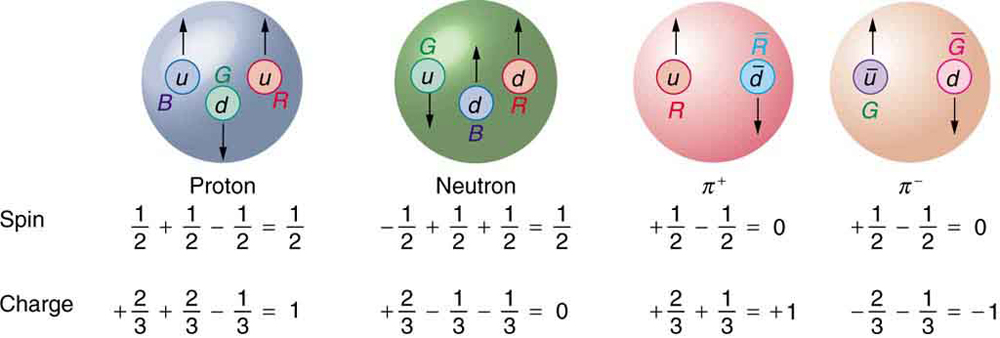 B u G d u R
G u d B d R
u R R̄ d̄
ū G Ḡ d
Proton Neutron π⁺ π⁻
Spin 1/2 + 1/2 − 1/2 = 1/2 −1/2 + 1/2 + 1/2 = 1/2 +1/2 − 1/2 = 0 +1/2 − 1/2 = 0
Charge +2/3 + 2/3 − 1/3 = 1 +2/3 − 1/3 − 1/3 = 0 +2/3 + 1/3 = +1 −2/3 − 1/3 = −1